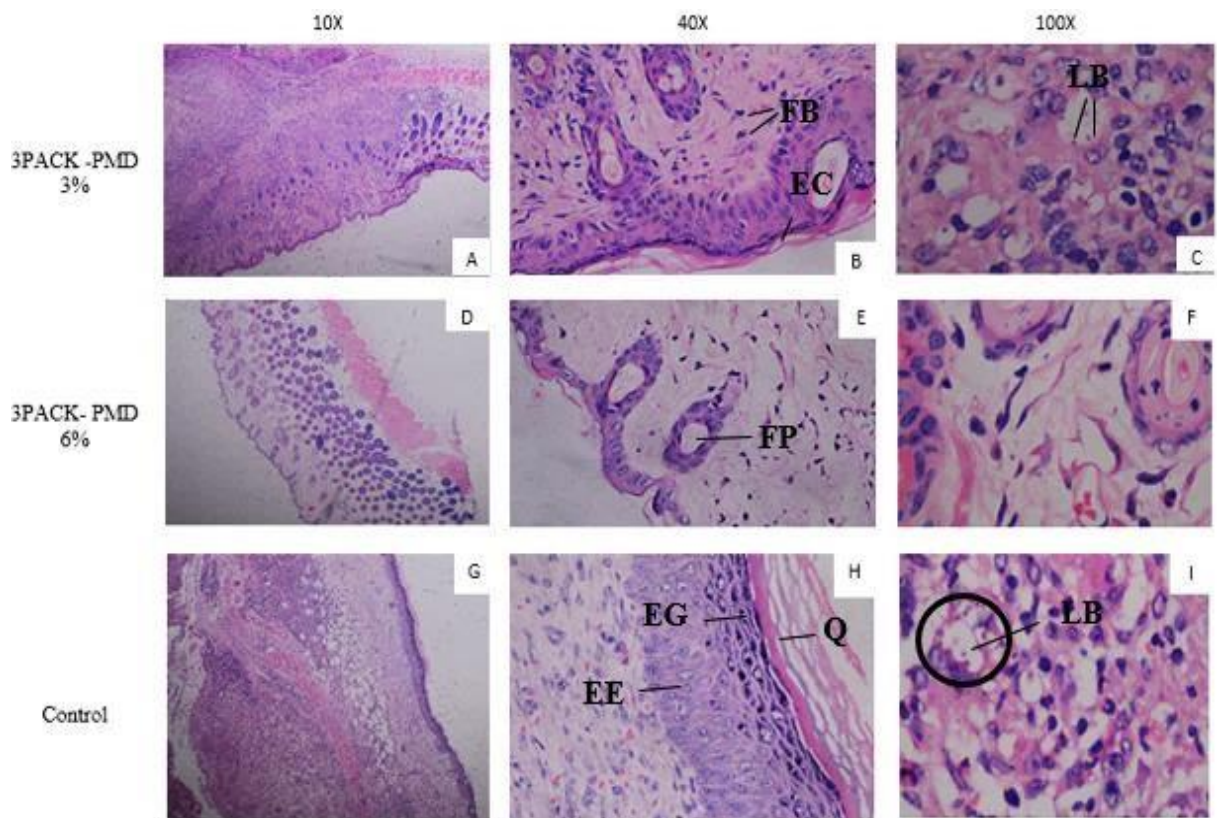 10X
40X
100X
3PACK -PMD
3%
FB
EC
LB
A
B
C
3PACK- PMD
6%
D
E
F
FP
Control
G
H
I
EG
Q
EE
LB